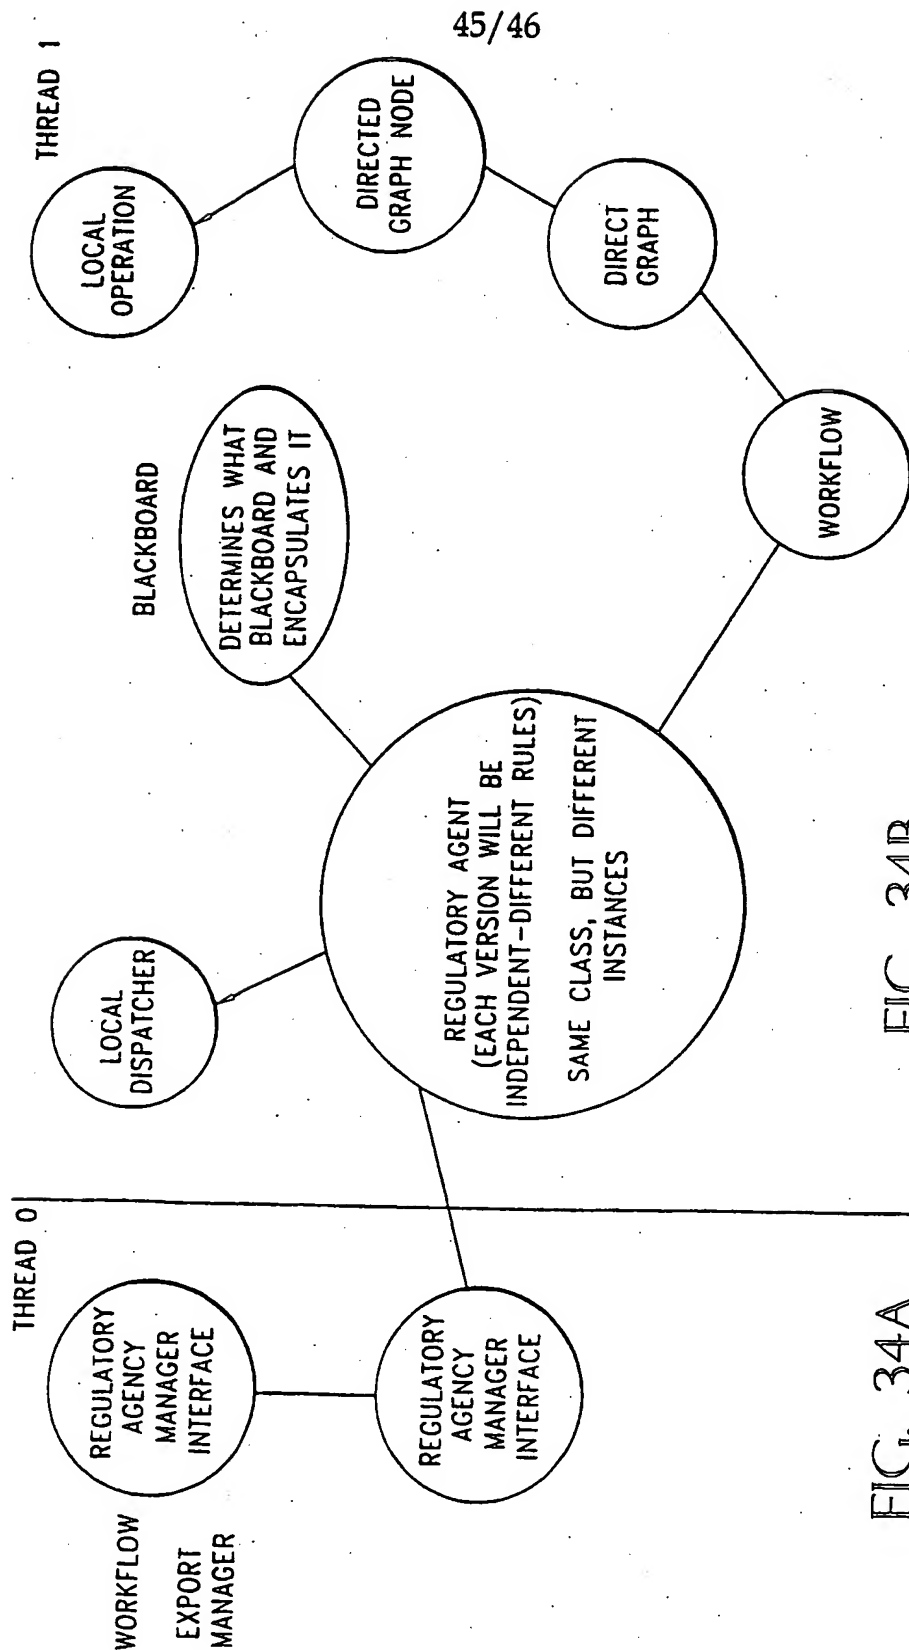 45/46
THREAD 0
WORKFLOW
EXPORT
MANAGER
REGULATORY
AGENCY
MANAGER
INTERFACE
REGULATORY
AGENCY
MANAGER
INTERFACE
FIG. 34A
THREAD 1
LOCAL
DISPATCHER
REGULATORY AGENT
(EACH VERSION WILL BE
INDEPENDENT-DIFFERENT RULES)
SAME CLASS, BUT DIFFERENT
INSTANCES
BLACKBOARD
DETERMINES WHAT
BLACKBOARD AND
ENCAPSULATES IT
LOCAL
OPERATION
DIRECTED
GRAPH NODE
DIRECT
GRAPH
WORKFLOW
FIG. 34B